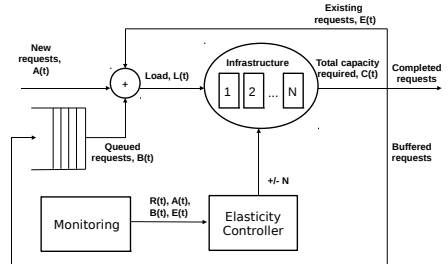 Existing
requests, E(t)
New
requests,
A(t)
+
Load, L(t)
Infrastructure
1 2 ... N
Total capacity
required, C(t)
Completed
requests
Queued
requests, B(t)
Buffered
requests
+/- N
Monitoring
R(t), A(t),
B(t), E(t)
Elasticity
Controller